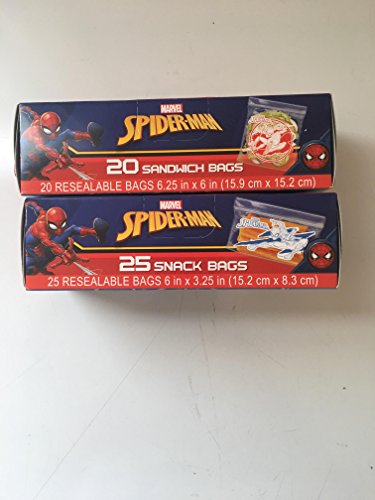 MARVEL
SPIDER-MAN
20 SANDWICH BAGS
20 RESEALABLE BAGS 6.25 in x 6 in (15.9 cm x 15.2 cm)
MARVEL
SPIDER-MAN
25 SNACK BAGS
25 RESEALABLE BAGS 6 in x 3.25 in (15.2 cm x 8.3 cm)